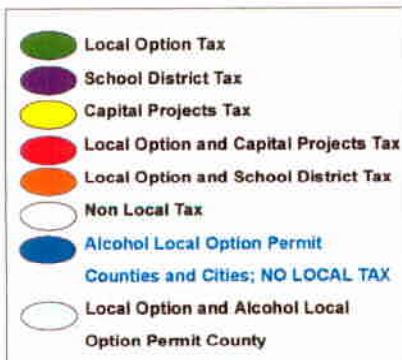 Local Option Tax
School District Tax
Capital Projects Tax
Local Option and Capital Projects Tax
Local Option and School District Tax
Non Local Tax
Alcohol Local Option Permit
Counties and Cities; NO LOCAL TAX
Local Option and Alcohol Local
Option Permit County